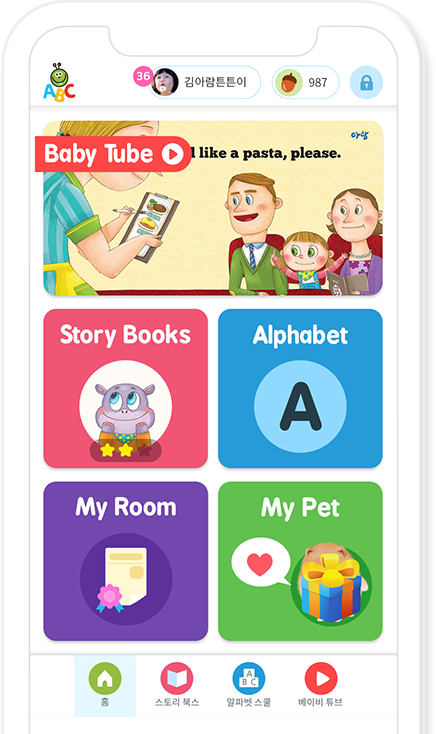 ABC
36
김아람튼튼이
987
아람
Baby Tube
like a pasta, please.
Story Books
Alphabet
A
My Room
My Pet
홈
스토리 북스
A
B C
알파벳 스쿨
베이비 튜브